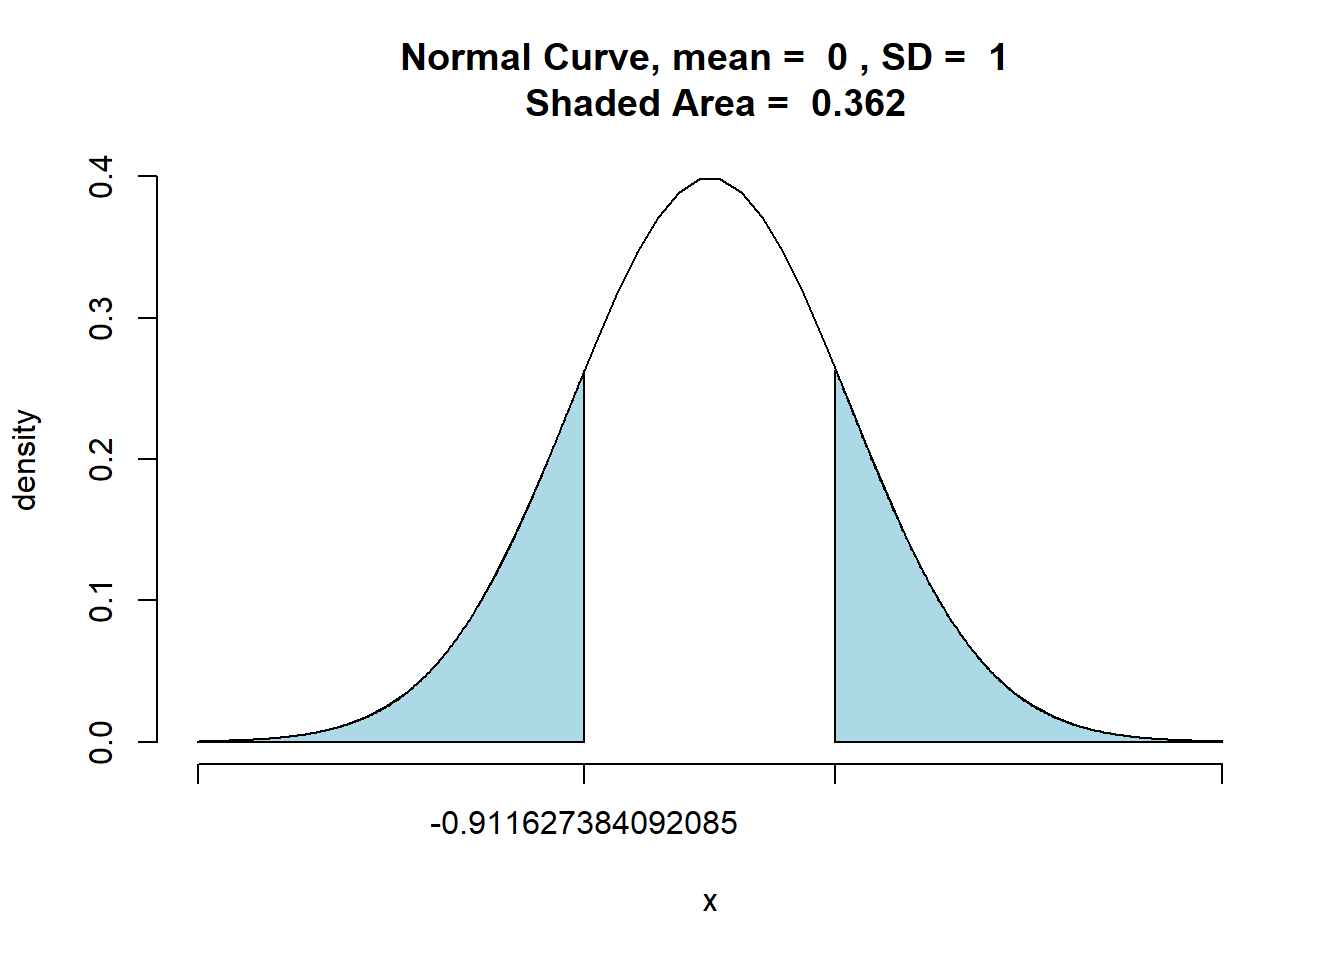 Normal Curve, mean =  0 , SD =  1
Shaded Area =  0.362
density
0.4
0.3
0.2
0.1
0.0
-0.911627384092085
x